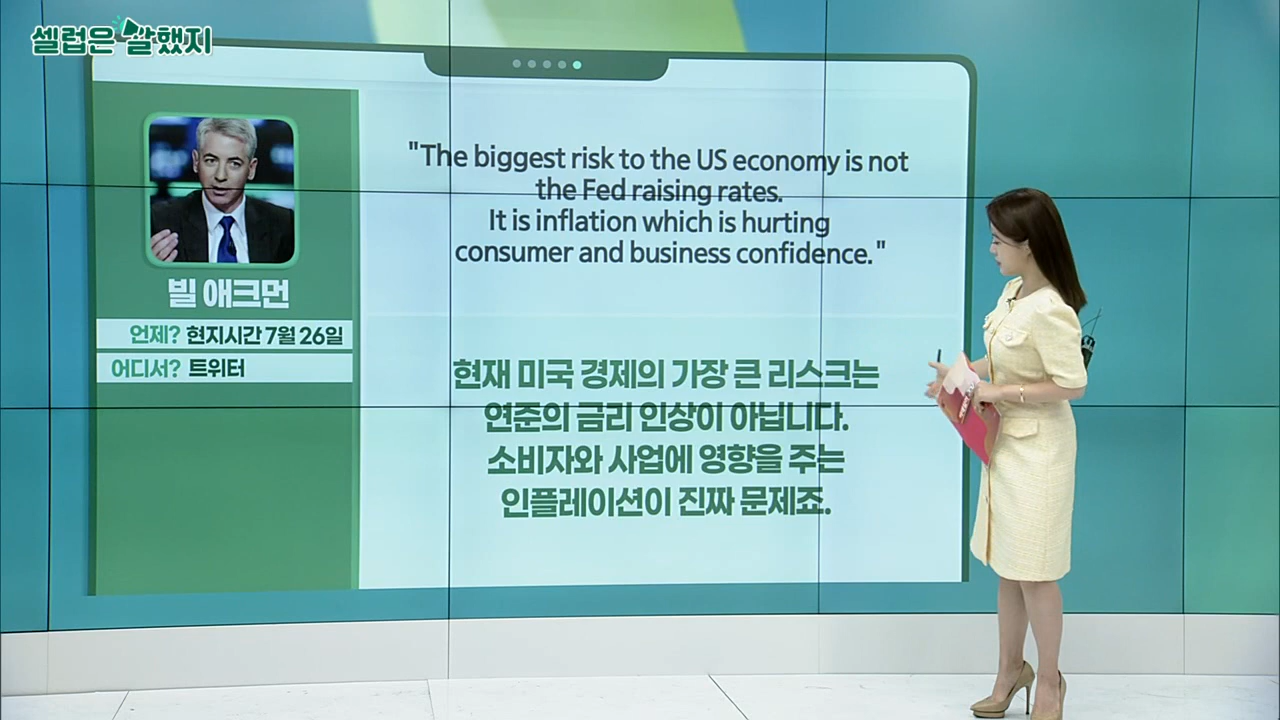 셀럽은 말했지
"The biggest risk to the US economy is not
the Fed raising rates.
It is inflation which is hurting
consumer and business confidence."
빌 애크먼
언제? 현지시간 7월 26일
어디서? 트위터
현재 미국 경제의 가장 큰 리스크는
연준의 금리 인상이 아닙니다.
소비자와 사업에 영향을 주는
인플레이션이 진짜 문제죠.